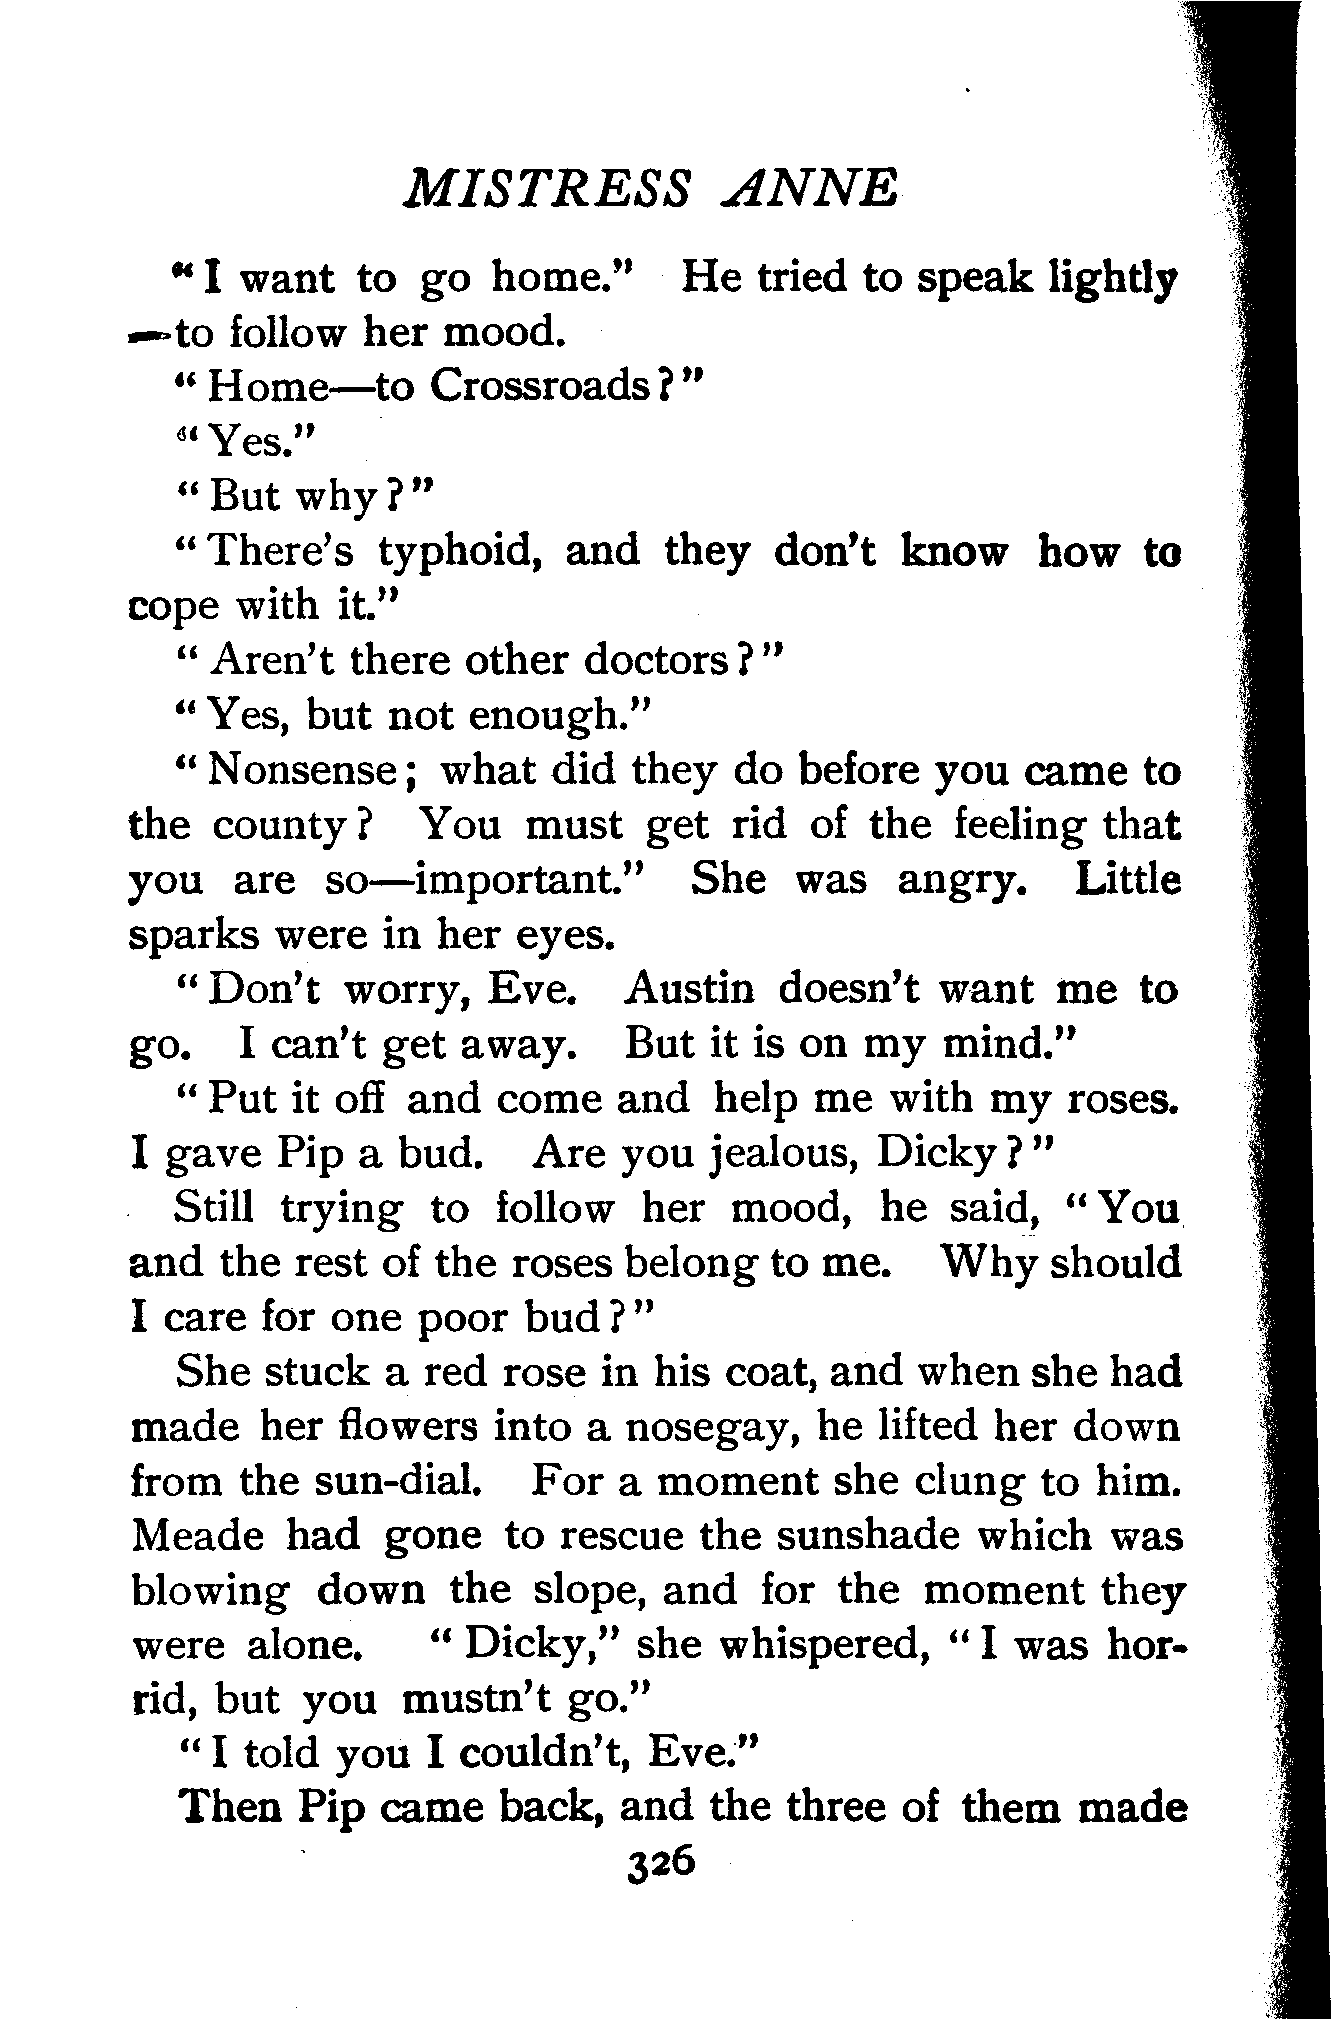 MISTRESS ANNE
“I want to go home.” He tried to speak lightly
—to follow her mood.
“Home—to Crossroads?”
“Yes.”
“But why?”
“There’s typhoid, and they don’t know how to
cope with it.”
“Aren’t there other doctors?”
“Yes, but not enough.”
“Nonsense; what did they do before you came to
the county? You must get rid of the feeling that
you are so—important.” She was angry. Little
sparks were in her eyes.
“Don’t worry, Eve. Austin doesn’t want me to
go. I can’t get away. But it is on my mind.”
“Put it off and come and help me with my roses.
I gave Pip a bud. Are you jealous, Dicky?”
Still trying to follow her mood, he said, “You
and the rest of the roses belong to me. Why should
I care for one poor bud?”
She stuck a red rose in his coat, and when she had
made her flowers into a nosegay, he lifted her down
from the sun-dial. For a moment she clung to him.
Meade had gone to rescue the sunshade which was
blowing down the slope, and for the moment they
were alone. “Dicky,” she whispered, “I was hor-
rid, but you mustn’t go.”
“I told you I couldn’t, Eve.”
Then Pip came back, and the three of them made
326